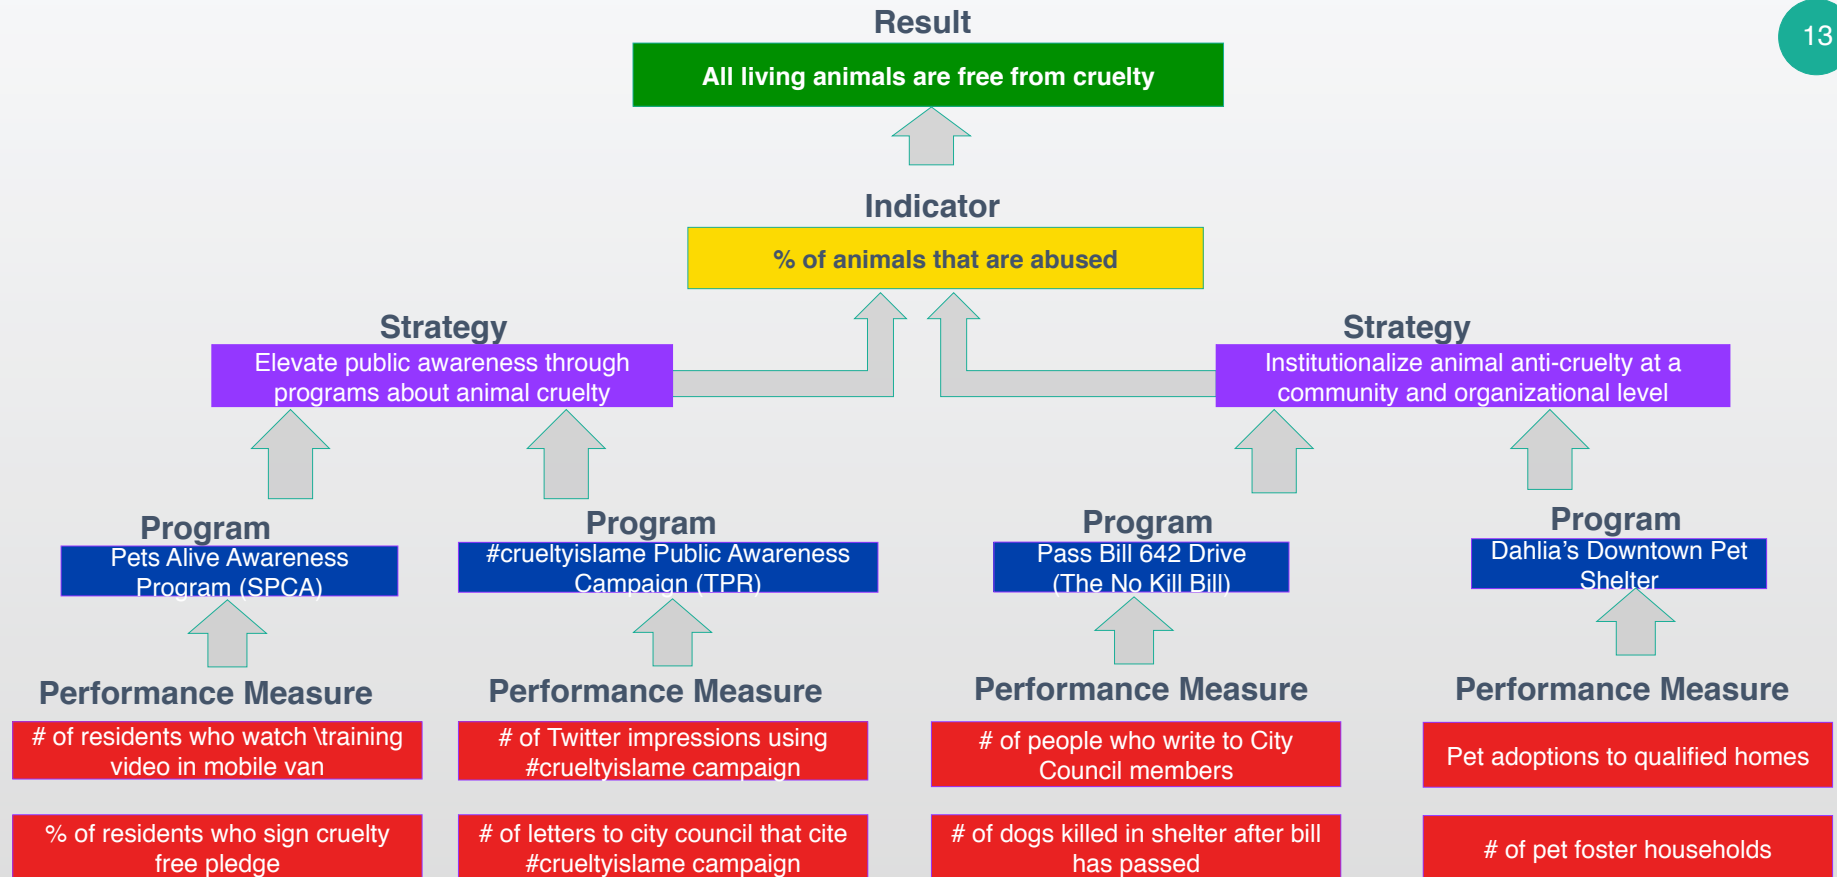 13
Result
All living animals are free from cruelty
Indicator
% of animals that are abused
Strategy
Elevate public awareness through
programs about animal cruelty
Strategy
Institutionalize animal anti-cruelty at a
community and organizational level
Program
Pets Alive Awareness
Program (SPCA)
Program
#crueltyislame Public Awareness
Campaign (TPR)
Program
Pass Bill 642 Drive
(The No Kill Bill)
Program
Dahlia's Downtown Pet
Shelter
Performance Measure
# of residents who watch \training
video in mobile van
% of residents who sign cruelty
free pledge
Performance Measure
# of Twitter impressions using
#crueltyislame campaign
# of letters to city council that cite
#crueltyislame campaign
Performance Measure
# of people who write to City
Council members
# of dogs killed in shelter after bill
has passed
Performance Measure
Pet adoptions to qualified homes
# of pet foster households